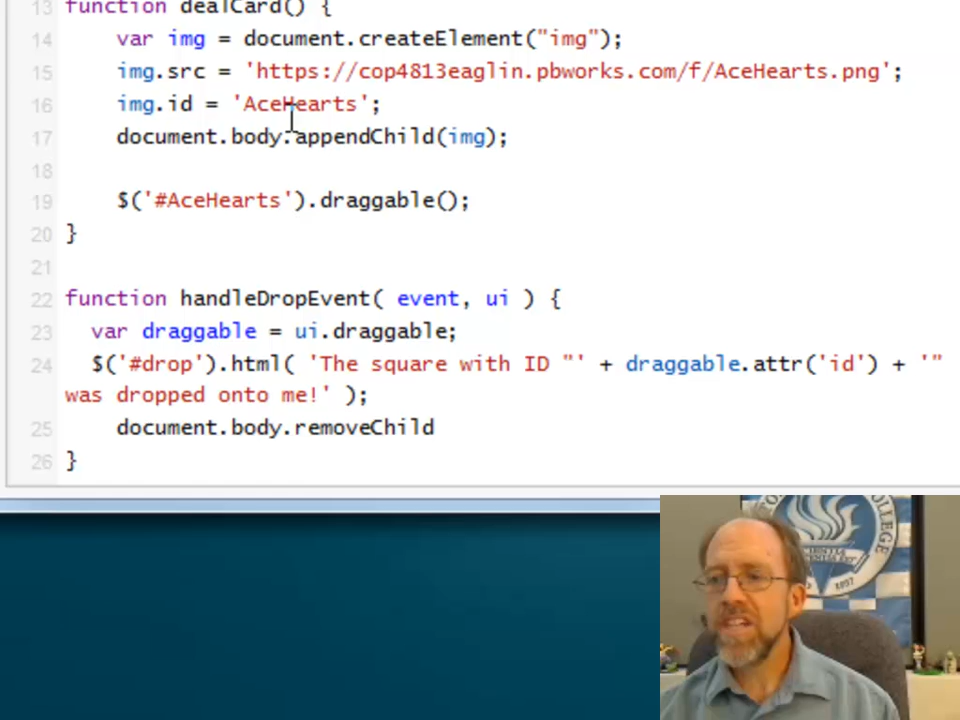 13 function dealCard() {
14 var img = document.createElement("img");
15 img.src = 'https://cop4813eaglin.pbworks.com/f/AceHearts.png';
16 img.id = 'AceHearts';
17 document.body.appendChild(img);
18
19 $('#AceHearts').draggable();
20 }
21
22 function handleDropEvent( event, ui ) {
23 var draggable = ui.draggable;
24 $('#drop').html( 'The square with ID "' + draggable.attr('id') + '"
was dropped onto me!' );
25 document.body.removeChild
26 }
COLLEGE